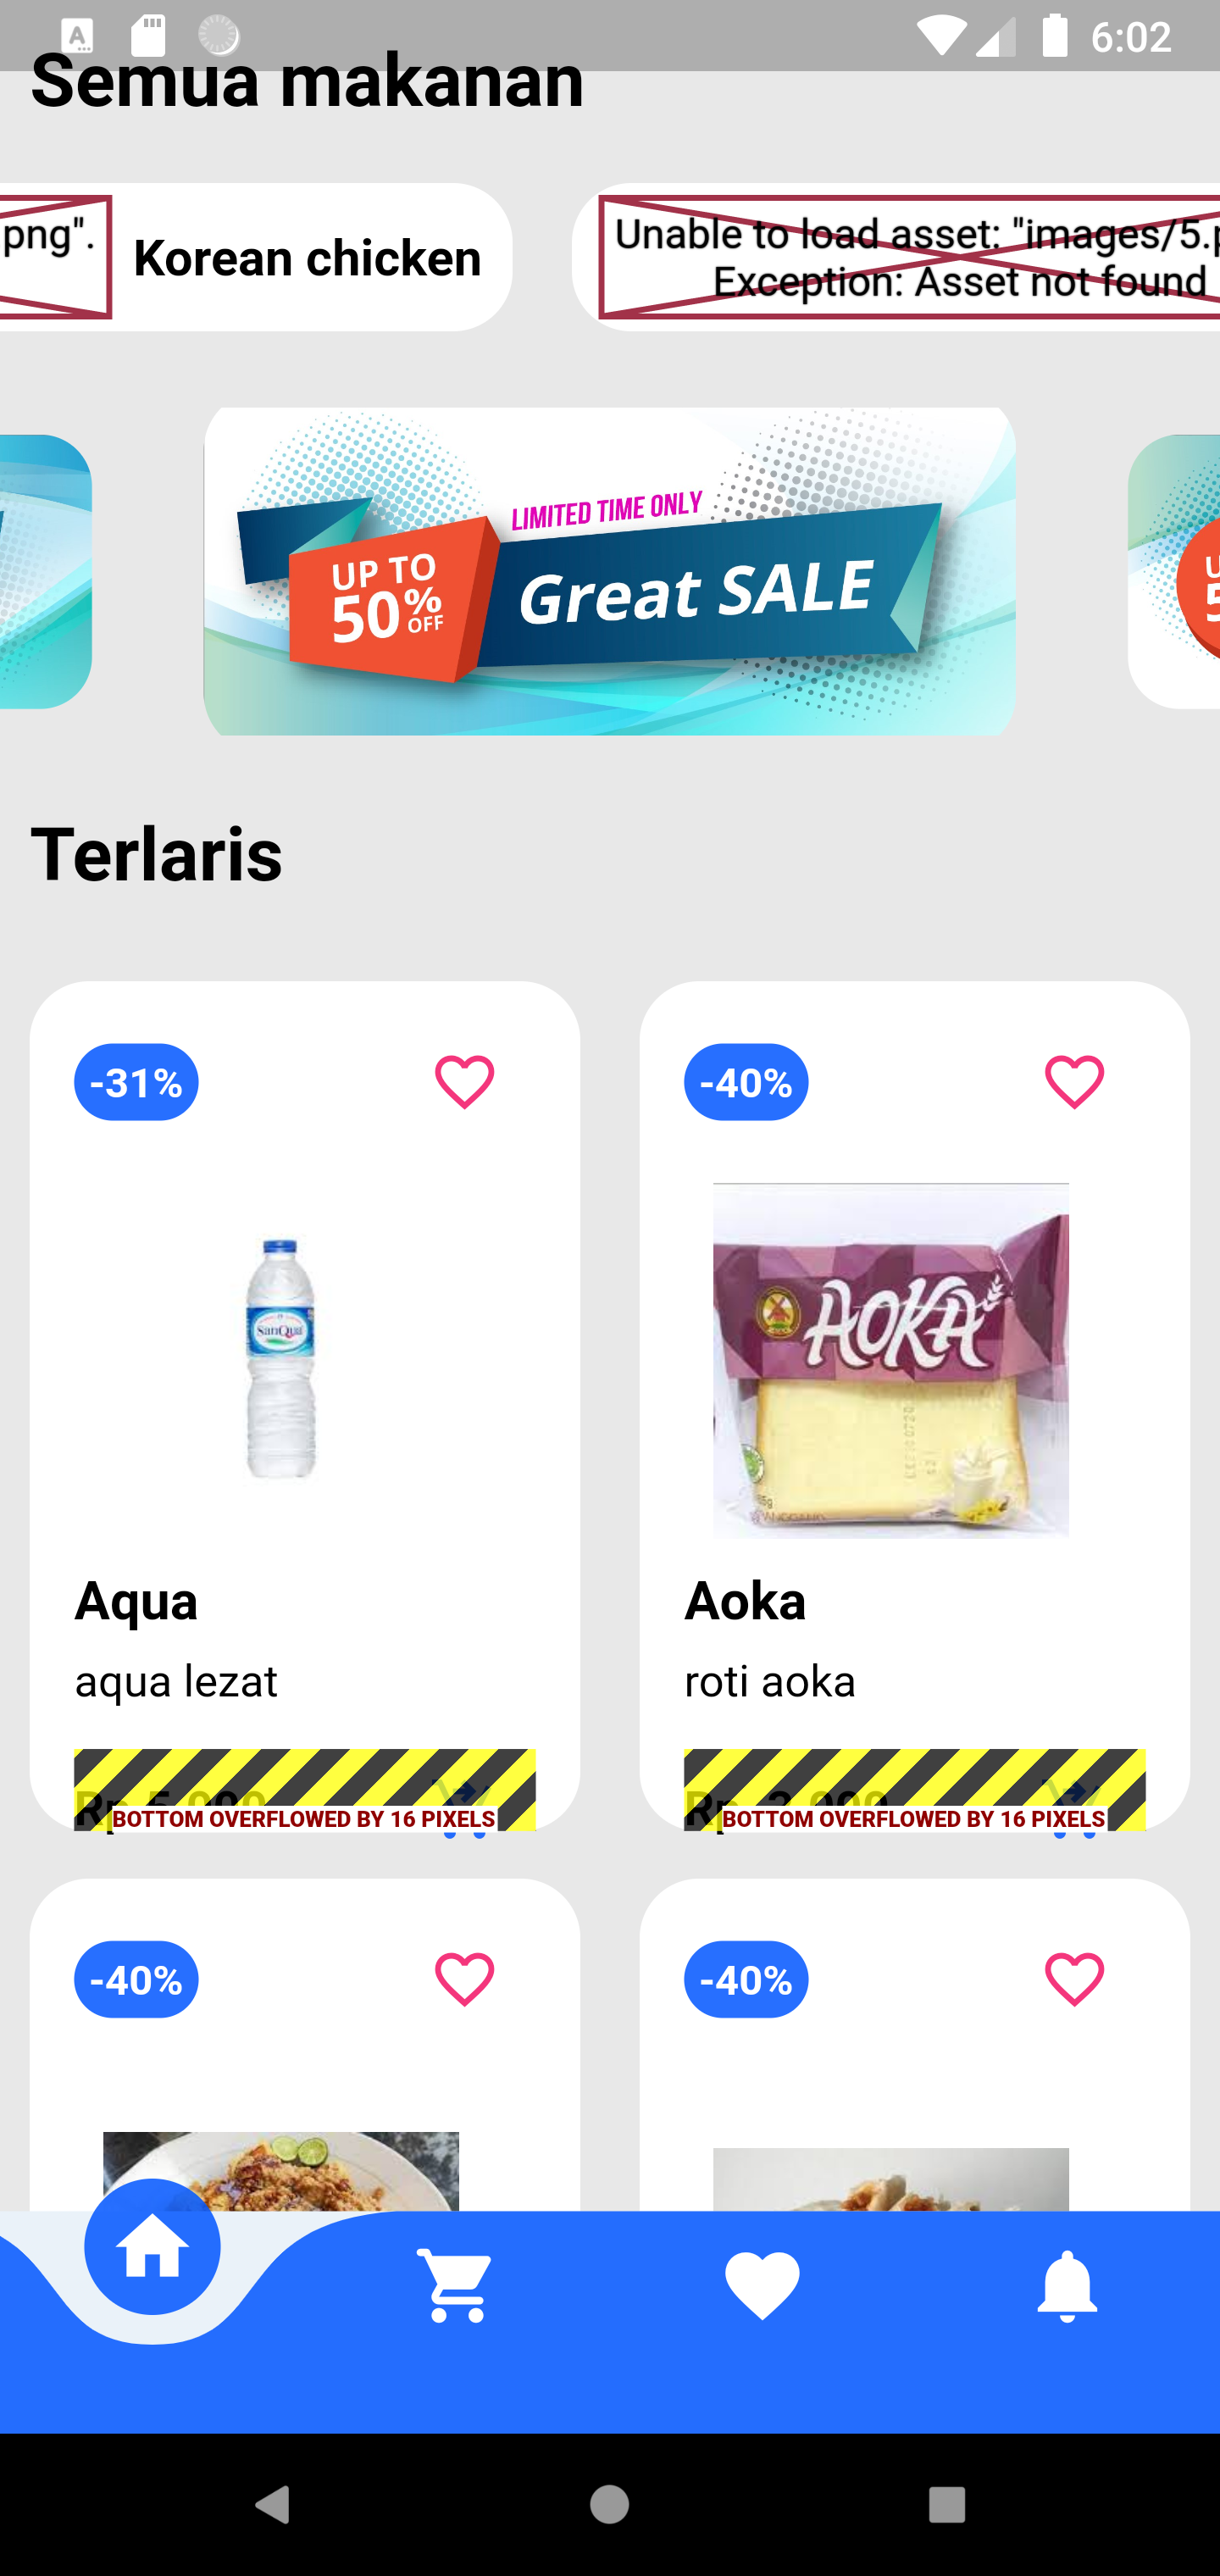 6:02
Semua makanan
png".
Korean chicken
Unable to load asset: "images/5.p
Exception: Asset not found
LIMITED TIME ONLY
UP TO
50%
OFF
Great SALE
U
5
Terlaris
-31%
-40%
SanQua
AOKA
Aqua
Aoka
aqua lezat
roti aoka
Rp
BOTTOM OVERFLOWED BY 16 PIXELS
Rp
BOTTOM OVERFLOWED BY 16 PIXELS
-40%
-40%